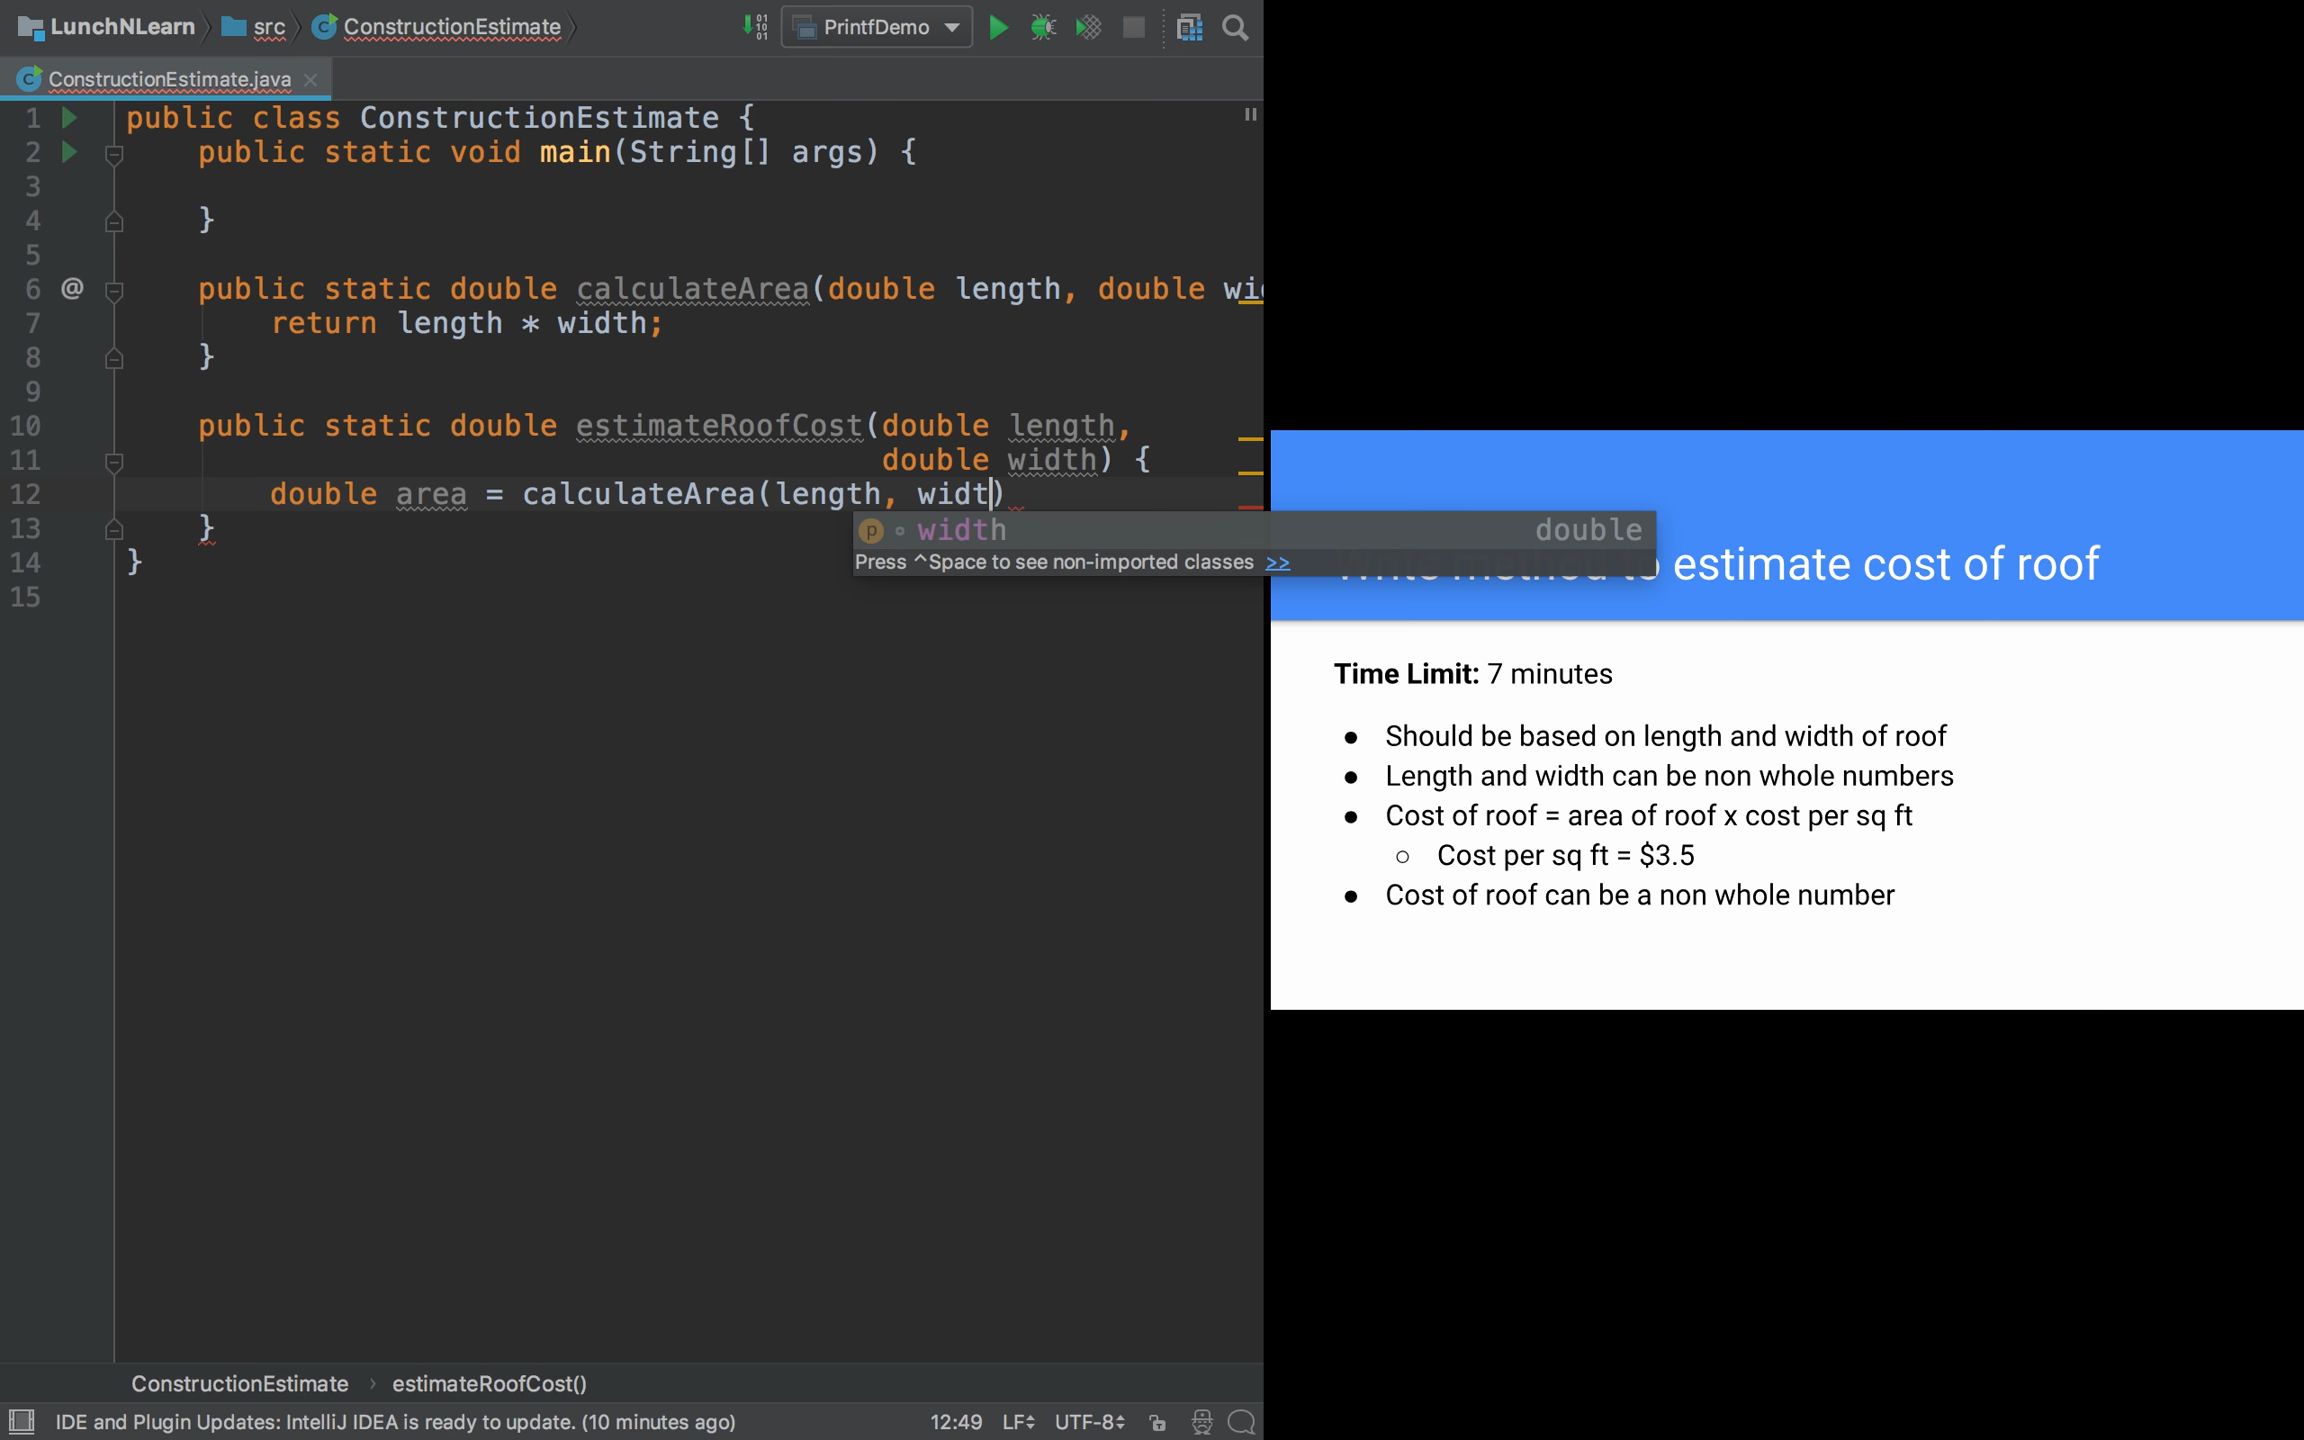 LunchNLearn src ConstructionEstimate PrintfDemo
ConstructionEstimate.java
1 public class ConstructionEstimate {
2 public static void main(String[] args) {
3
4 }
5
6 @ public static double calculateArea(double length, double wi
7 return length * width;
8 }
9
10 public static double estimateRoofCost(double length,
11 double width) {
12 double area = calculateArea(length, widt)
13 }
14 }
15
p width double
Press ^Space to see non-imported classes >>
estimate cost of roof
Time Limit: 7 minutes
● Should be based on length and width of roof
● Length and width can be non whole numbers
● Cost of roof = area of roof x cost per sq ft
○ Cost per sq ft = $3.5
● Cost of roof can be a non whole number
ConstructionEstimate › estimateRoofCost()
IDE and Plugin Updates: IntelliJ IDEA is ready to update. (10 minutes ago) 12:49 LF UTF-8